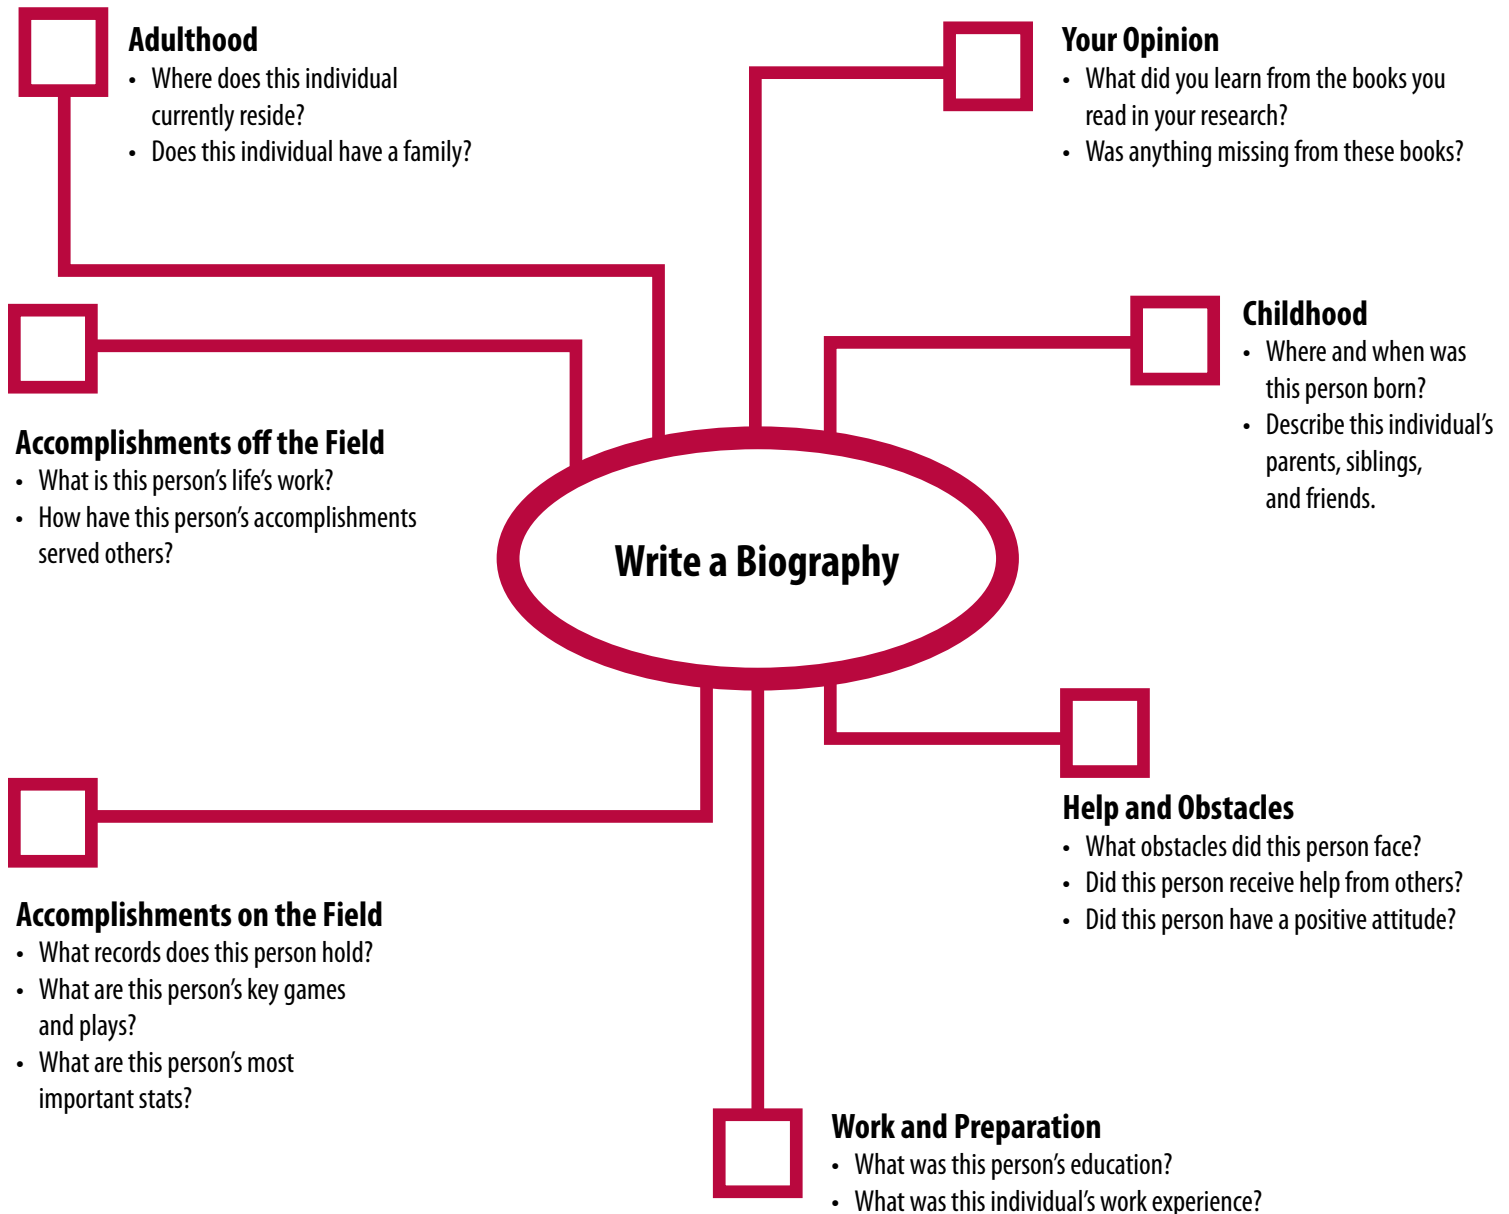 Adulthood
• Where does this individual
currently reside?
• Does this individual have a family?
Your Opinion
• What did you learn from the books you
read in your research?
• Was anything missing from these books?
Childhood
• Where and when was
this person born?
• Describe this individual’s
parents, siblings,
and friends.
Accomplishments off the Field
• What is this person’s life’s work?
• How have this person’s accomplishments
served others?
Write a Biography
Help and Obstacles
• What obstacles did this person face?
• Did this person receive help from others?
• Did this person have a positive attitude?
Accomplishments on the Field
• What records does this person hold?
• What are this person’s key games
and plays?
• What are this person’s most
important stats?
Work and Preparation
• What was this person’s education?
• What was this individual’s work experience?